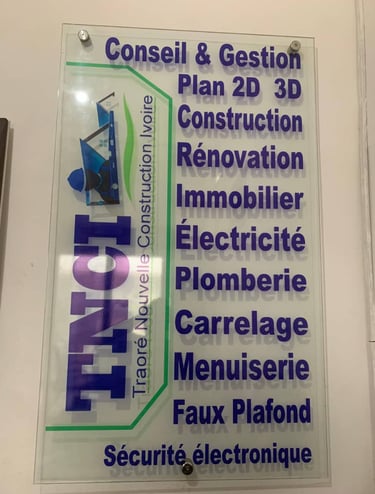 Conseil & Gestion
Plan 2D 3D
Construction
Rénovation
Immobilier
Électricité
Plomberie
Carrelage
Menuiserie
Faux Plafond
Sécurité électronique
TNCI
Traoré Nouvelle Construction Ivoire